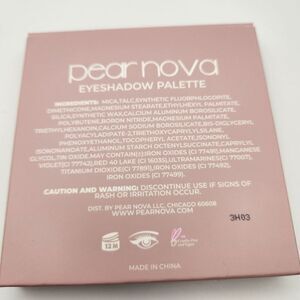 pear nova
EYESHADOW PALETTE
INGREDIENTS: MICA,TALC,SYNTHETIC FLUORPHLOGOPITE,
DIMETHICONE,MAGNESIUM STEARATE,ETHYLHEXYL PALMITATE,
SILICA,SYNTHETIC WAX,CALCIUM ALUMINUM BOROSILICATE,
POLYBUTENE,BORON NITRIDE,MAGNESIUM PALMITATE,
TRIETHYLHEXANOIN,CALCIUM SODIUM BOROSILICATE,BIS-DIGLYCERYL
POLYACYLADIPATE-2,TRIETHOXYCAPRYLYLSILANE,
PHENOXYETHANOL,TOCOPHERYL ACETATE,ISONONYL
ISONONANOATE,ALUMINUM STARCH OCTENYLSUCCINATE,CAPRYLYL
GLYCOL,TIN OXIDE,MAY CONTAIN(±):IRON OXIDES (CI 77491),MANGANESE
VIOLET(CI 77742),RED 40 LAKE (CI 16035),ULTRAMARINES(CI 77007),
TITANIUM DIOXIDE(CI 77891), IRON OXIDES (CI 77492),
IRON OXIDES (CI 77499).
CAUTION AND WARNING: DISCONTINUE USE IF SIGNS OF
RASH OR IRRITATION OCCUR.
DIST. BY PEAR NOVA LLC, CHICAGO 60608
WWW.PEARNOVA.COM
12 M
Cruelty-Free
and Vegan
3H03
MADE IN CHINA